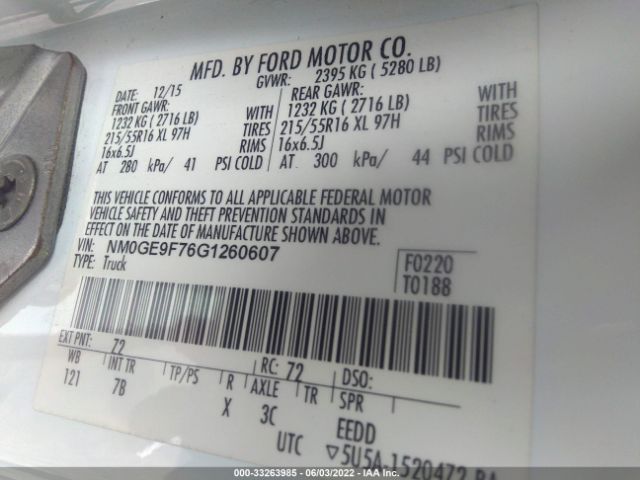 MFD. BY FORD MOTOR CO.
DATE: 12/15 GVWR: 2395 KG ( 5280 LB)
FRONT GAWR: REAR GAWR:
1232 KG ( 2716 LB) WITH 1232 KG ( 2716 LB) WITH
215/55R16 XL 97H TIRES 215/55R16 XL 97H TIRES
16x6.5J RIMS 16x6.5J RIMS
AT 280 kPa/ 41 PSI COLD AT 300 kPa/ 44 PSI COLD
THIS VEHICLE CONFORMS TO ALL APPLICABLE FEDERAL MOTOR
VEHICLE SAFETY AND THEFT PREVENTION STANDARDS IN
EFFECT ON THE DATE OF MANUFACTURE SHOWN ABOVE.
VIN: NM0GE9F76G1260607
TYPE: Truck
F0220
T0188
EXT PNT: Z2 RC: 72 DSO:
WB INT TR TP/PS R AXLE TR SPR
121 7B X 3C EEDD
UTC ▽5U5A-1520472-BA
000-33263985 - 06/03/2022 - IAAI.COM